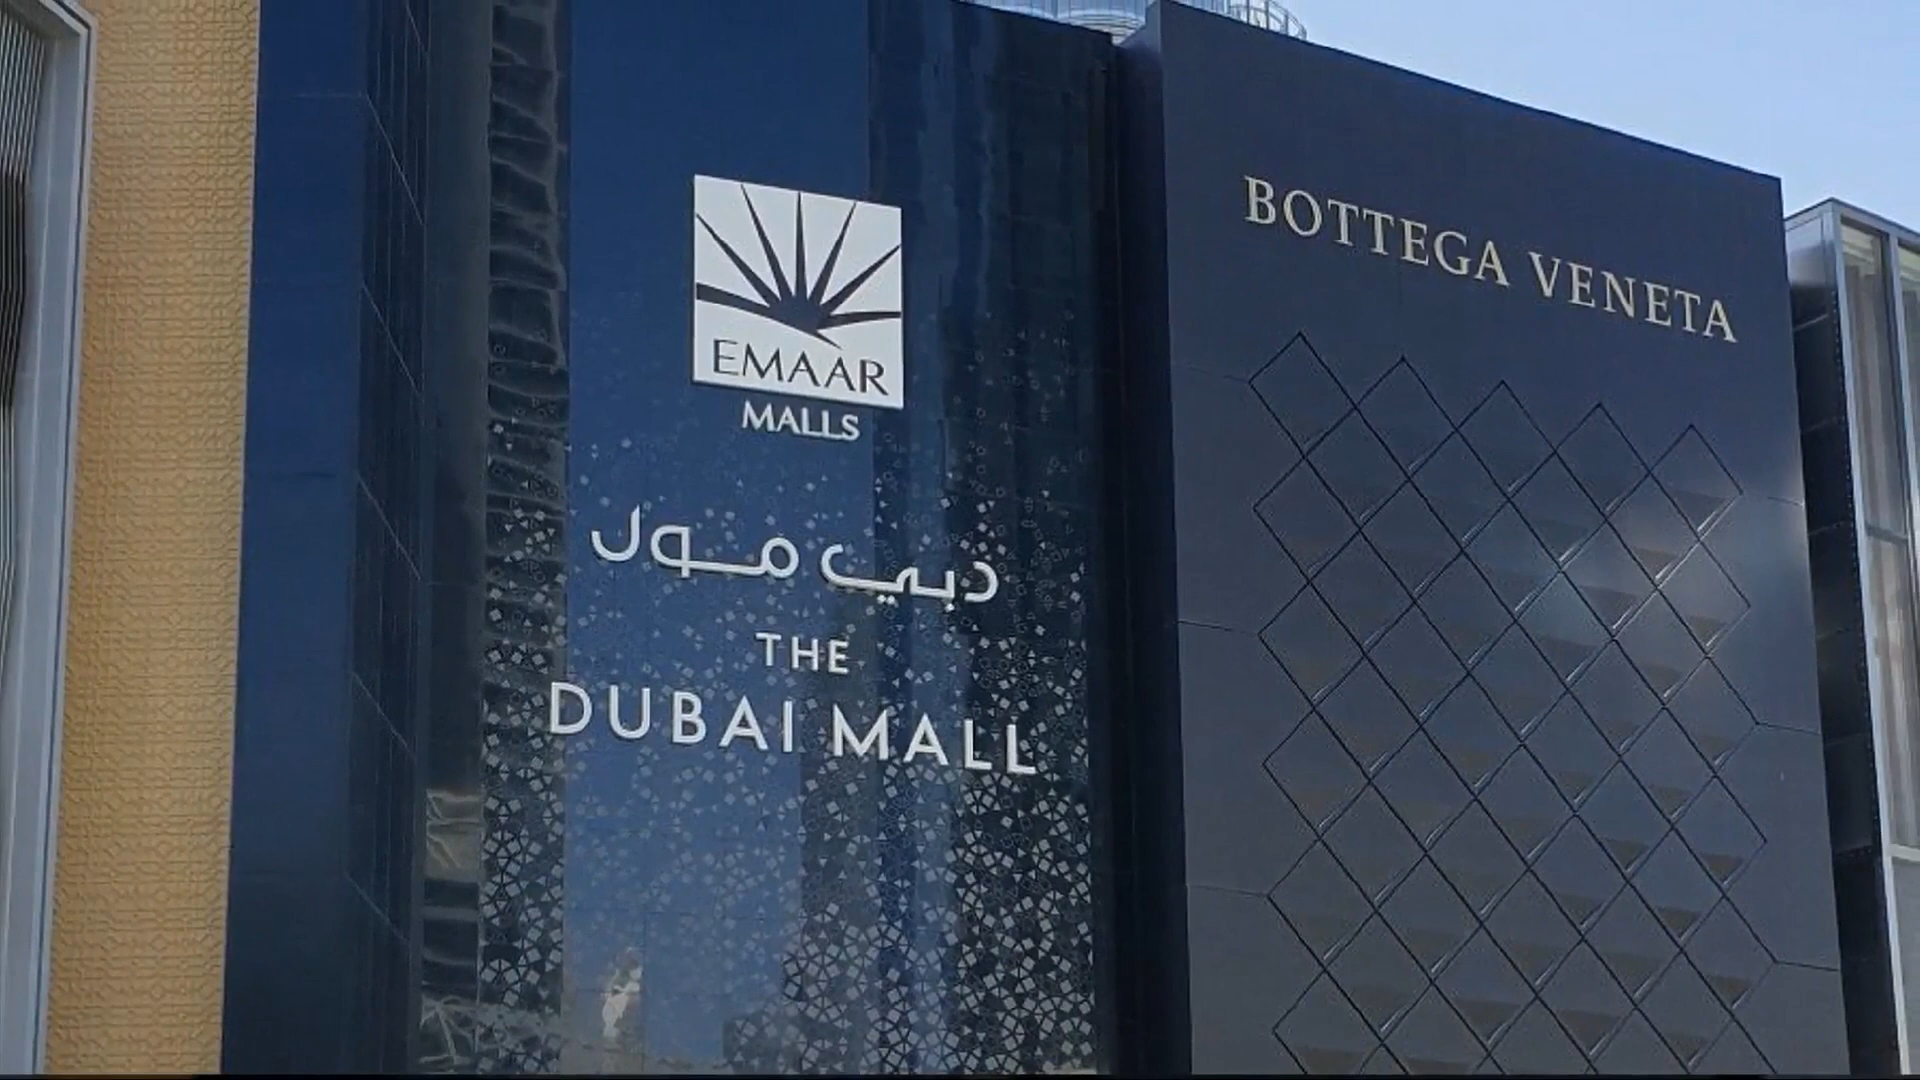 EMAAR
MALLS
دبي مول
THE
DUBAI MALL
BOTTEGA VENETA